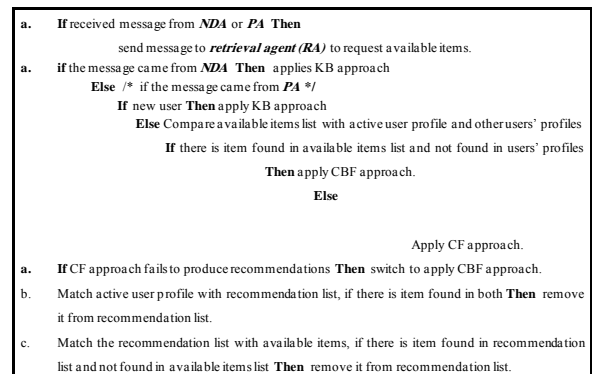 a. If received message from NDA or PA Then
send message to retrieval agent (RA) to request available items.
a. if the message came from NDA Then applies KB approach
Else /* if the message came from PA */
If new user Then apply KB approach
Else Compare available items list with active user profile and other users' profiles
If there is item found in available items list and not found in users' profiles
Then apply CBF approach.
Else
Apply CF approach.
a. If CF approach fails to produce recommendations Then switch to apply CBF approach.
b. Match active user profile with recommendation list, if there is item found in both Then remove
it from recommendation list.
c. Match the recommendation list with available items, if there is item found in recommendation
list and not found in available items list Then remove it from recommendation list.